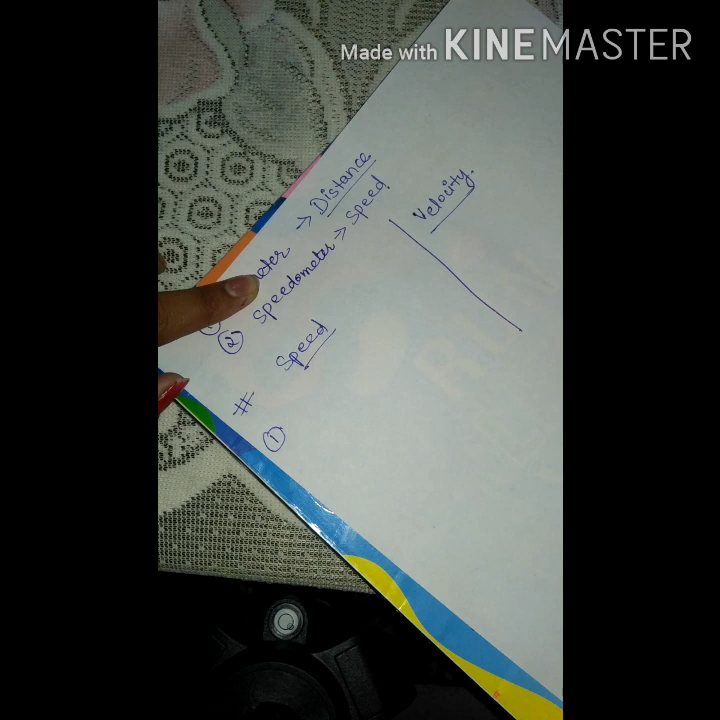 Made with KINEMASTER
→ Distance
② Speedometer → Speed
# Speed
Velocity.
①